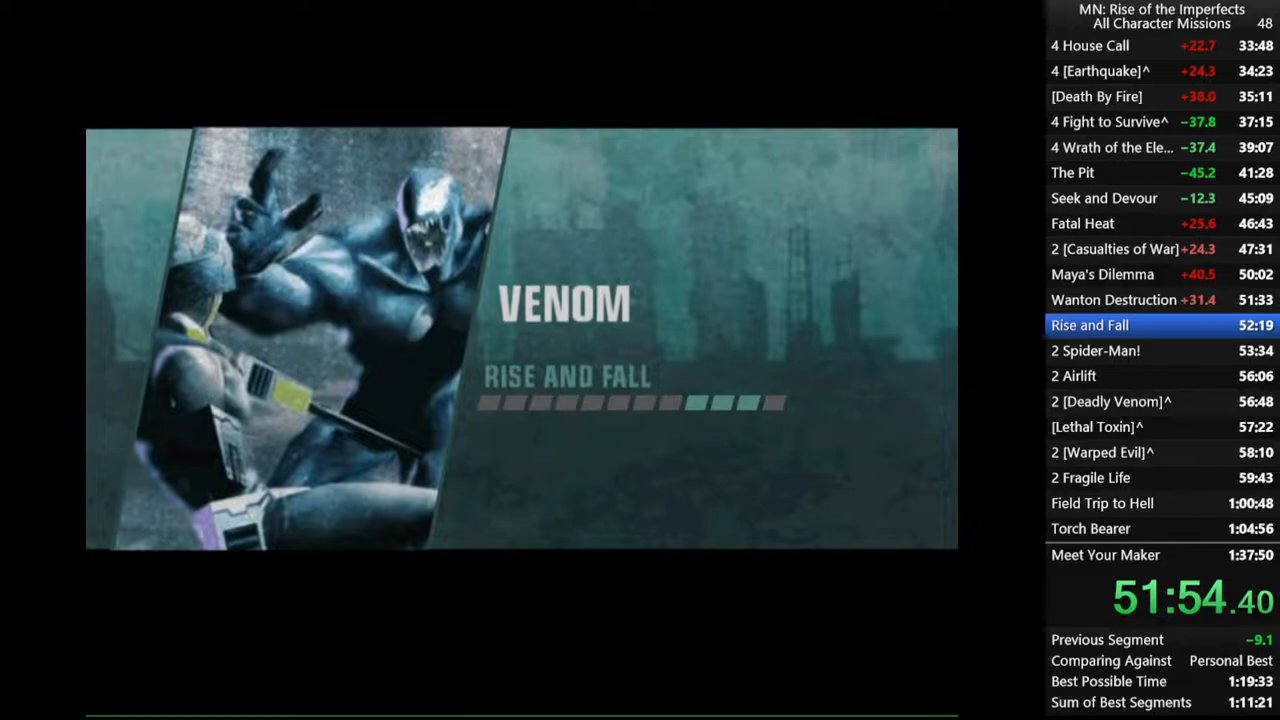 VENOM
RISE AND FALL
MN: Rise of the Imperfects
All Character Missions 48
4 House Call +22.7 33:48
4 [Earthquake]^ +24.3 34:23
[Death By Fire] +38.0 35:11
4 Fight to Survive^ −37.8 37:15
4 Wrath of the Ele... −37.4 39:07
The Pit −45.2 41:28
Seek and Devour −12.3 45:09
Fatal Heat +25.6 46:43
2 [Casualties of War] +24.3 47:31
Maya's Dilemma +40.5 50:02
Wanton Destruction +31.4 51:33
Rise and Fall 52:19
2 Spider-Man! 53:34
2 Airlift 56:06
2 [Deadly Venom]^ 56:48
[Lethal Toxin]^ 57:22
2 [Warped Evil]^ 58:10
2 Fragile Life 59:43
Field Trip to Hell 1:00:48
Torch Bearer 1:04:56
Meet Your Maker 1:37:50
51:54.40
Previous Segment −9.1
Comparing Against Personal Best
Best Possible Time 1:19:33
Sum of Best Segments 1:11:21